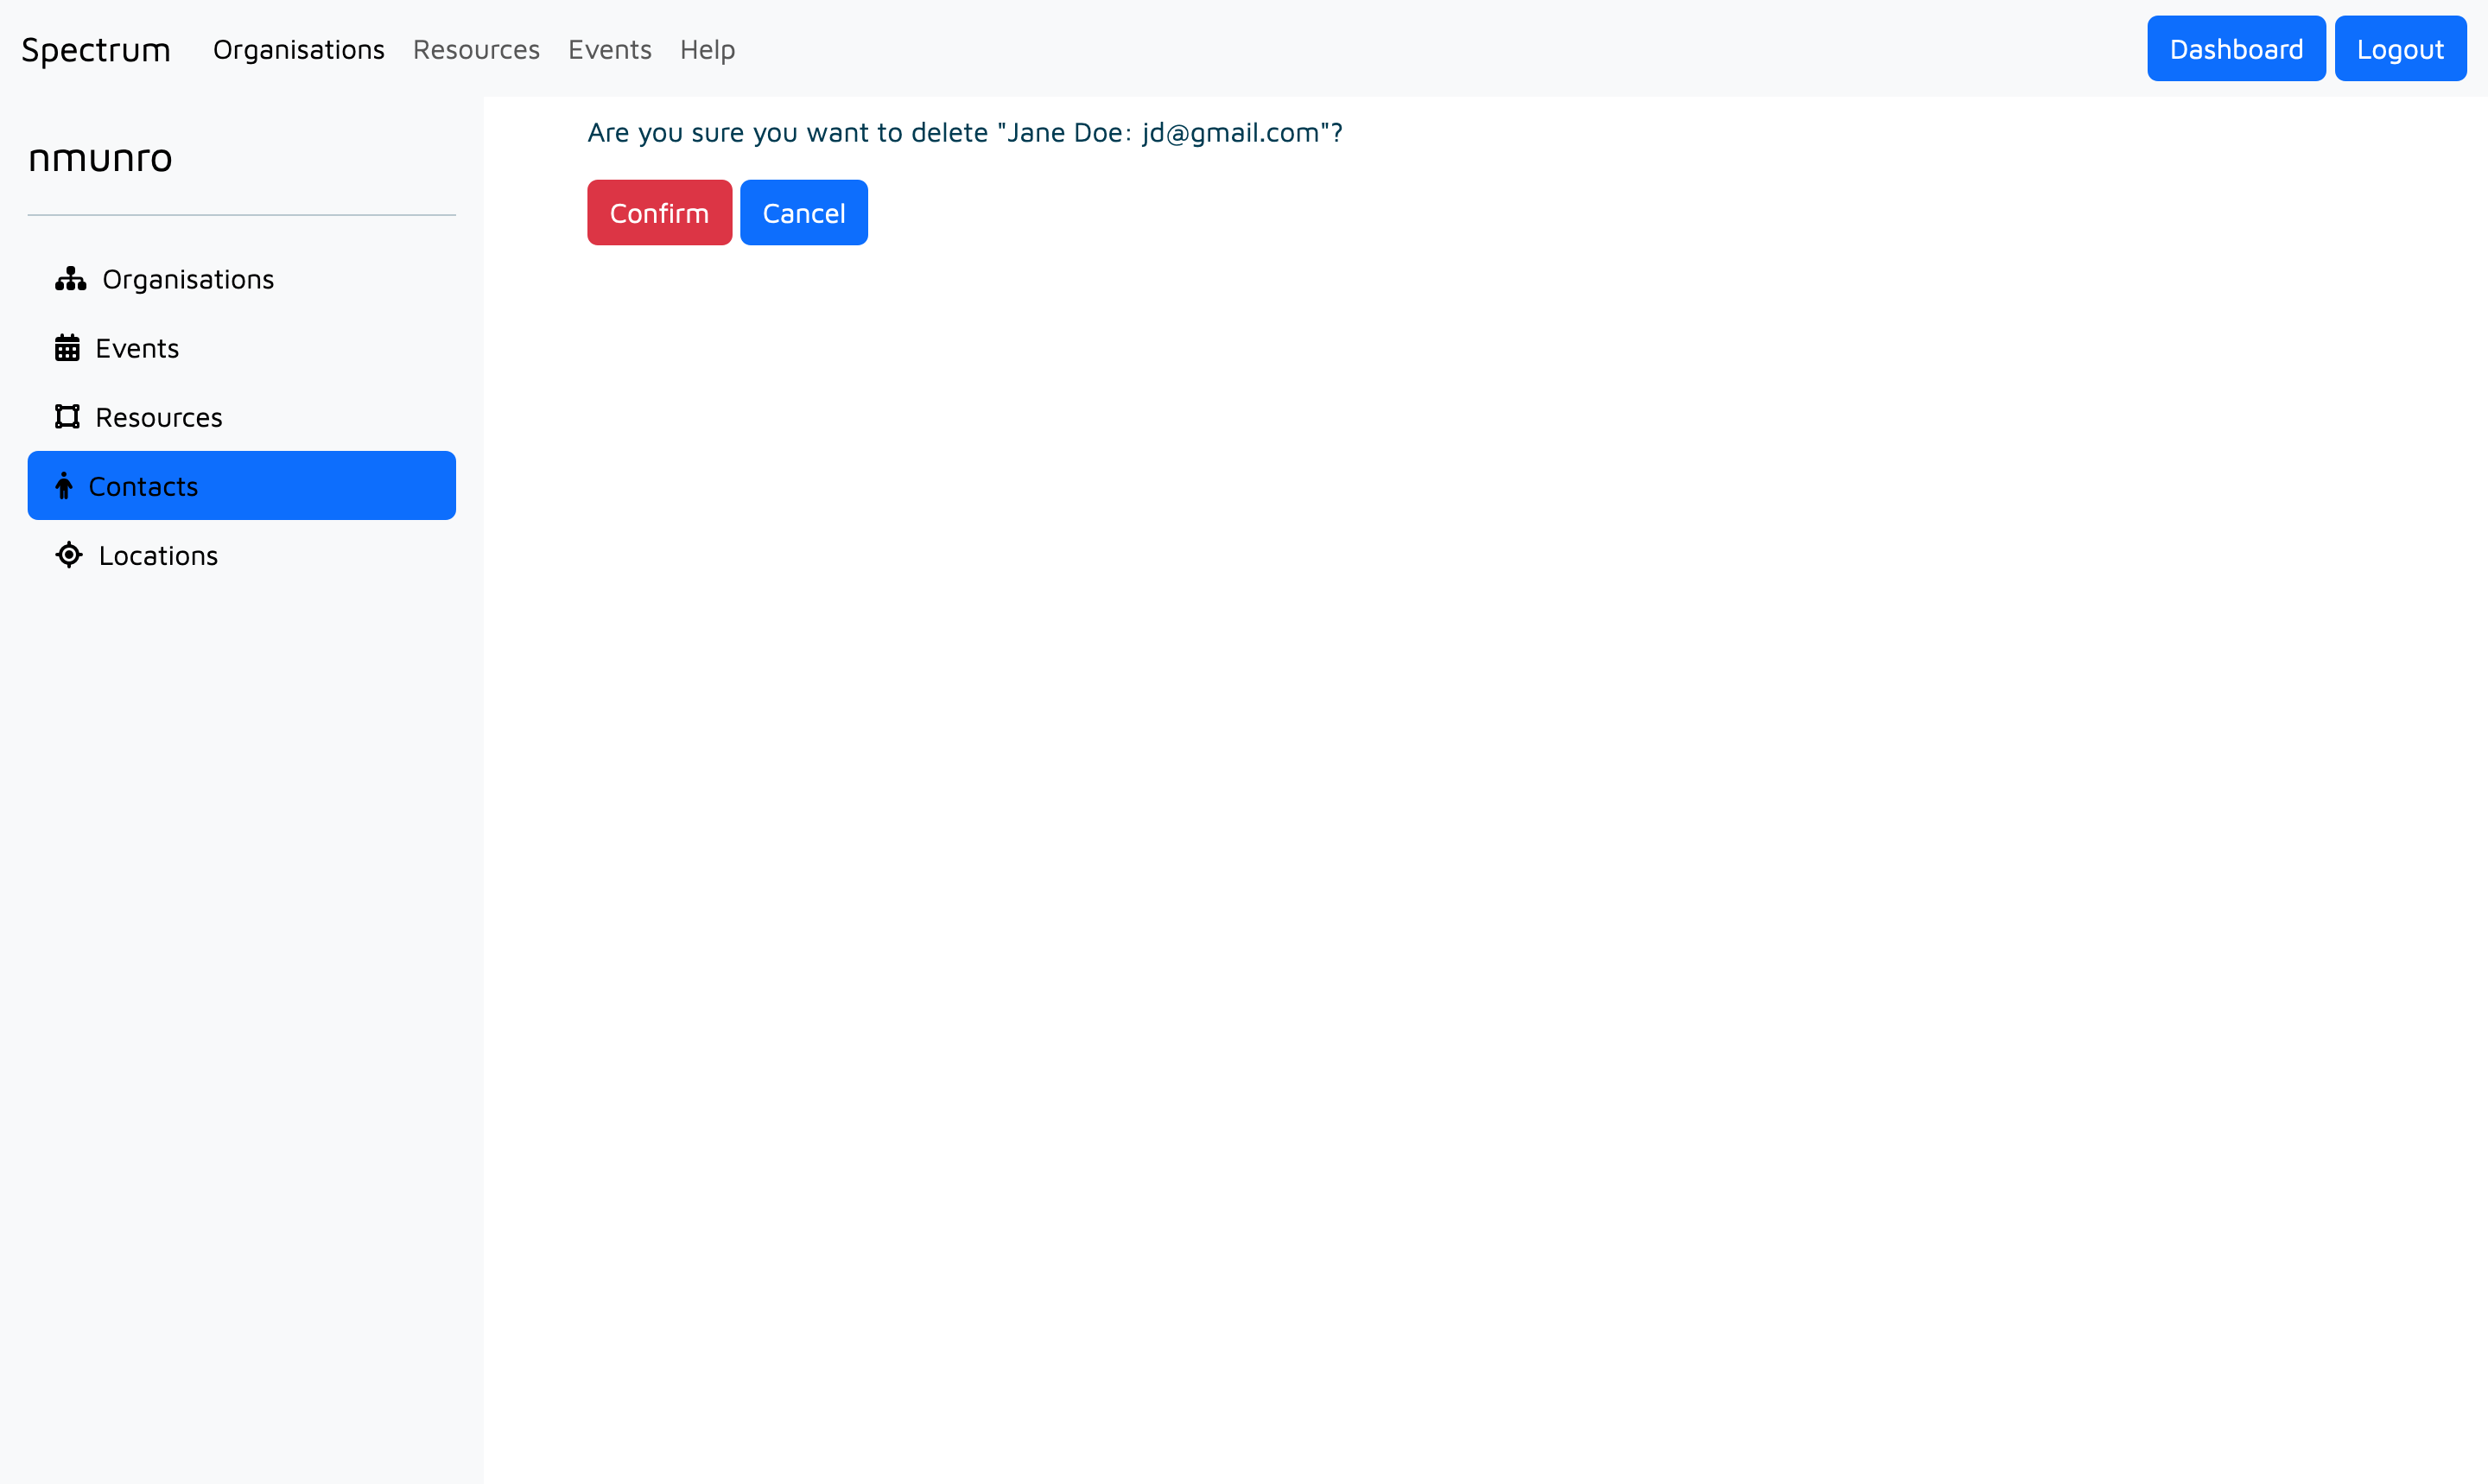 Spectrum Organisations Resources Events Help Dashboard Logout
nmunro
Organisations
Events
Resources
Contacts
Locations
Are you sure you want to delete "Jane Doe: jd@gmail.com"?
Confirm Cancel